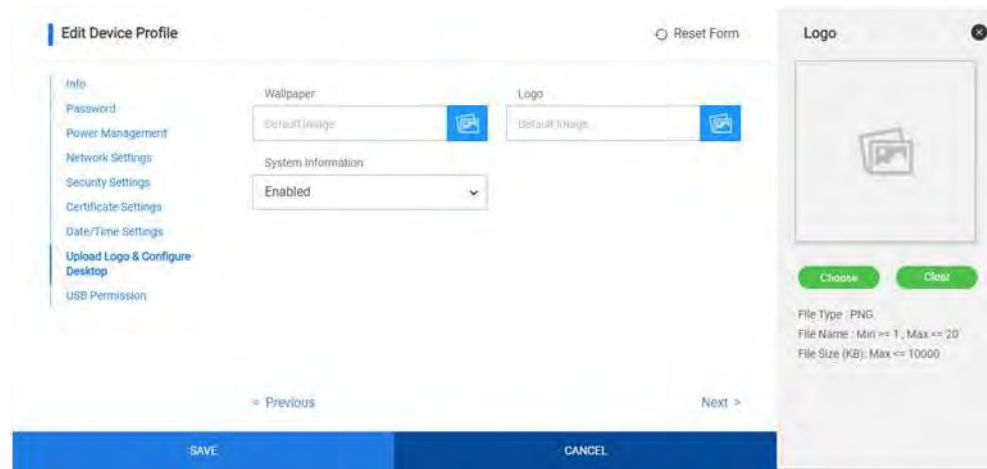 Edit Device Profile
Reset Form
Info
Password
Power Management
Network Settings
Security Settings
Certificate Settings
Date/Time Settings
Upload Logo & Configure
Desktop
USB Permission
Wallpaper
Logo
Default Image
Default Image
System Information
Enabled
< Previous
Next >
SAVE
CANCEL
Logo
Choose
Clear
File Type : PNG
File Name : Min >= 1 , Max <= 20
File Size (KB): Max <= 10000